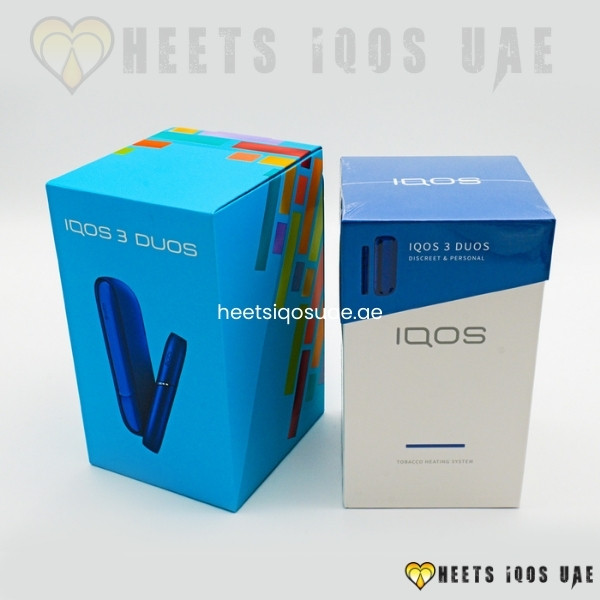 HEETS iQOS UAE
IQOS 3 DUOS
IQOS
IQOS 3 DUOS
DISCREET & PERSONAL
heetsiqosuae.ae
IQOS
TOBACCO HEATING SYSTEM
HEETS iQOS UAE